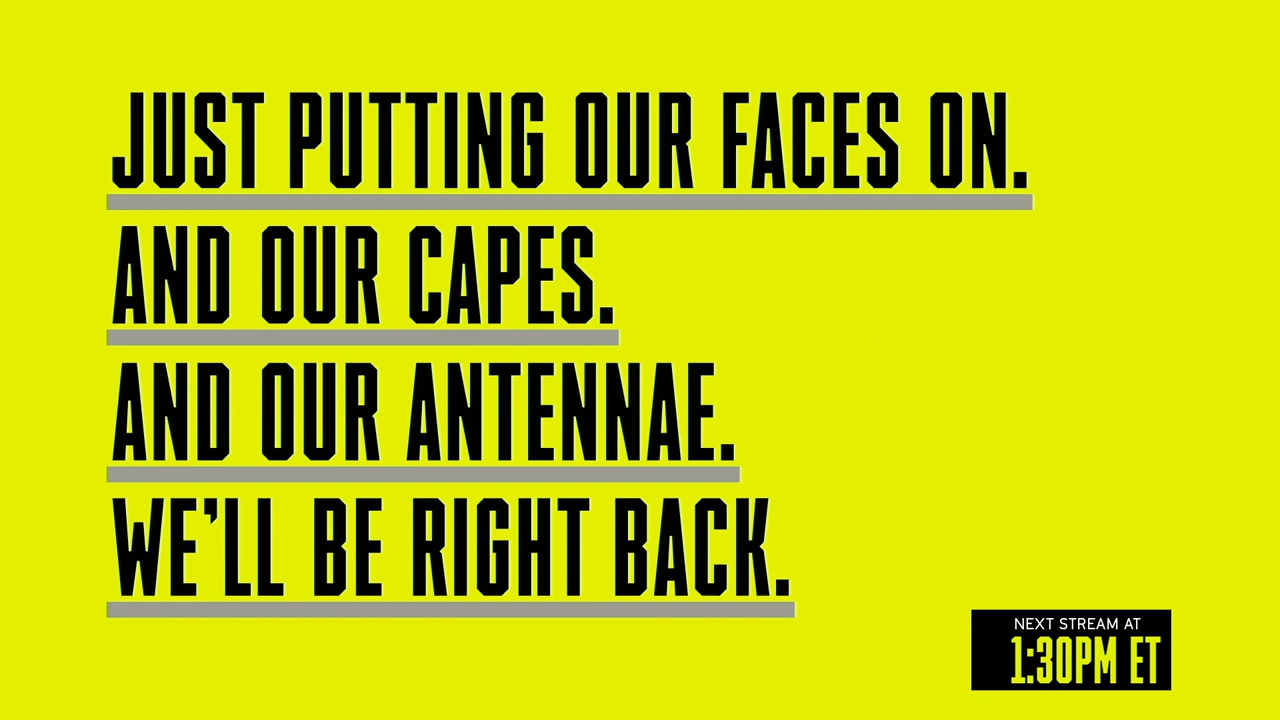 JUST PUTTING OUR FACES ON.
AND OUR CAPES.
AND OUR ANTENNAE.
WE'LL BE RIGHT BACK.
NEXT STREAM AT
1:30PM ET